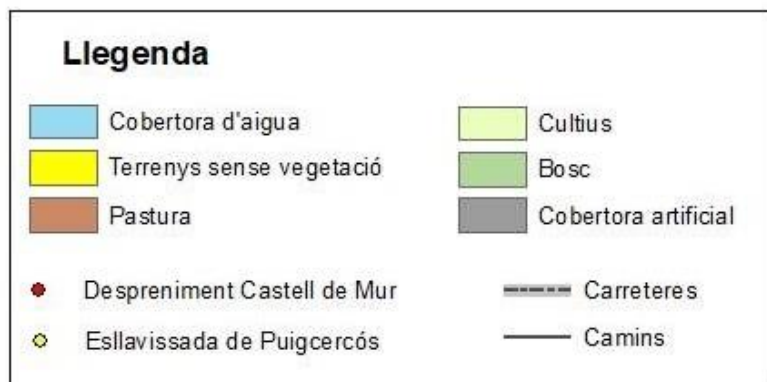 Llegenda
Cobertora d'aigua
Terrenys sense vegetació
Pastura
Cultius
Bosc
Cobertora artificial
Despreniment Castell de Mur
Esllavissada de Puigcercós
Carreteres
Camins